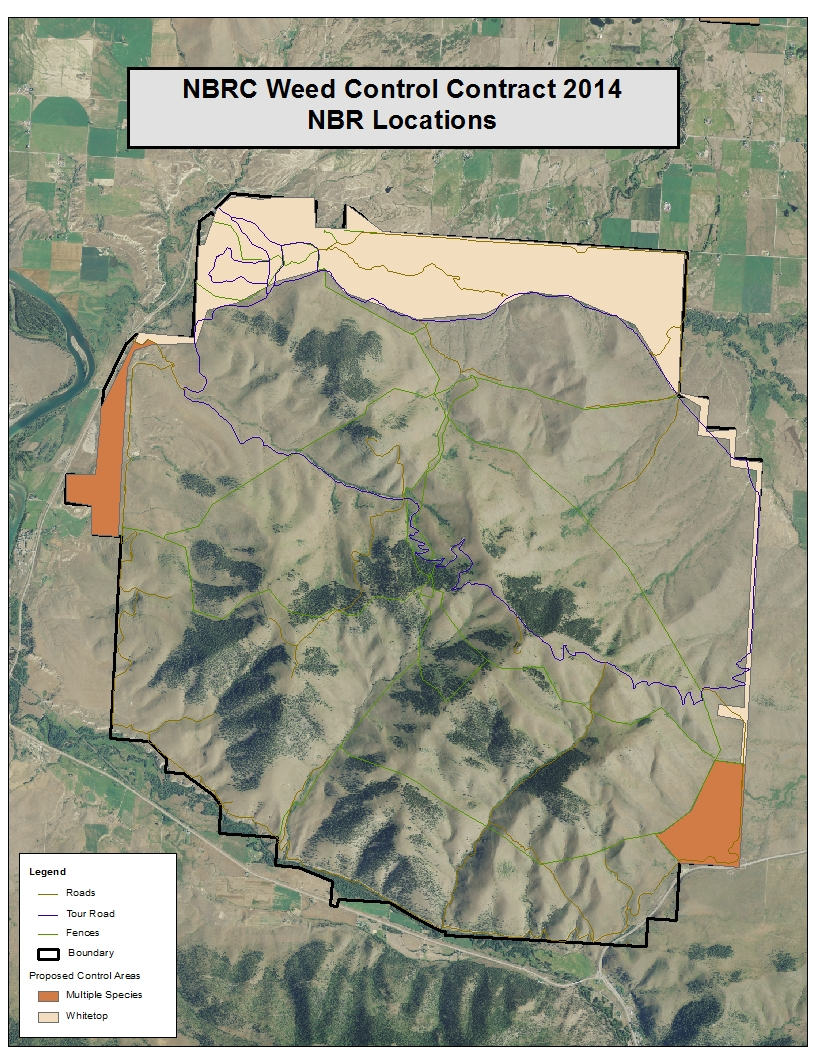 NBRC Weed Control Contract 2014
NBR Locations
Legend
Roads
Tour Road
Fences
Boundary
Proposed Control Areas
Multiple Species
Whitetop